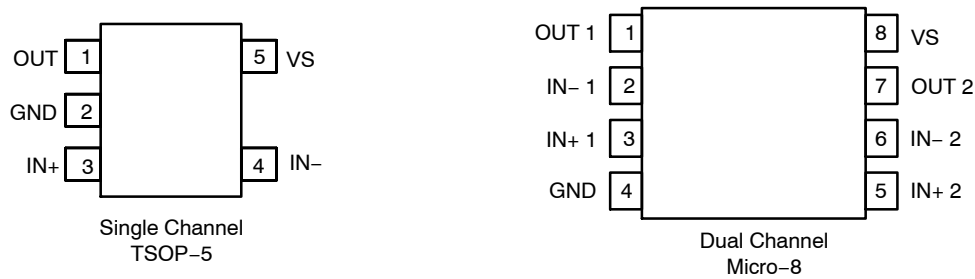 OUT 1 5 VS
GND 2
IN+ 3 4 IN−
Single Channel
TSOP−5
OUT 1 1 8 VS
IN− 1 2 7 OUT 2
IN+ 1 3 6 IN− 2
GND 4 5 IN+ 2
Dual Channel
Micro−8